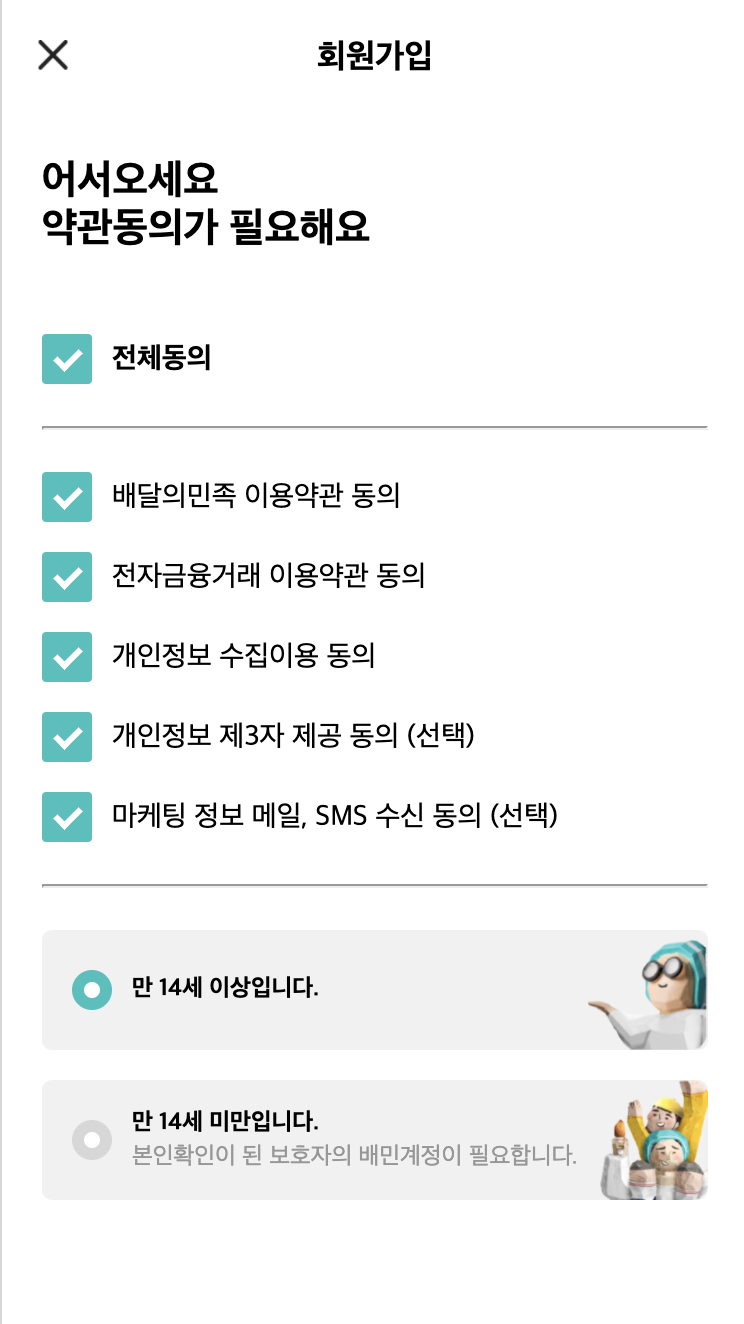 회원가입
어서오세요
약관동의가 필요해요
전체동의
배달의민족 이용약관 동의
전자금융거래 이용약관 동의
개인정보 수집이용 동의
개인정보 제3자 제공 동의 (선택)
마케팅 정보 메일, SMS 수신 동의 (선택)
만 14세 이상입니다.
만 14세 미만입니다.
본인확인이 된 보호자의 배민계정이 필요합니다.